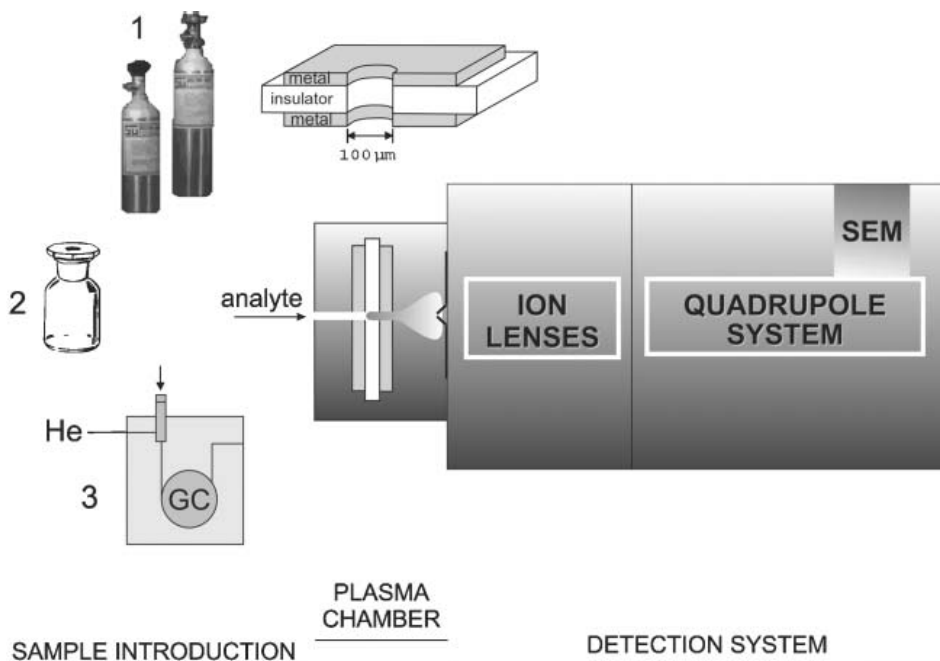 1
metal
insulator
metal
100 μm
2
analyte
SEM
ION
LENSES
QUADRUPOLE
SYSTEM
He
3
GC
PLASMA
CHAMBER
SAMPLE INTRODUCTION
DETECTION SYSTEM